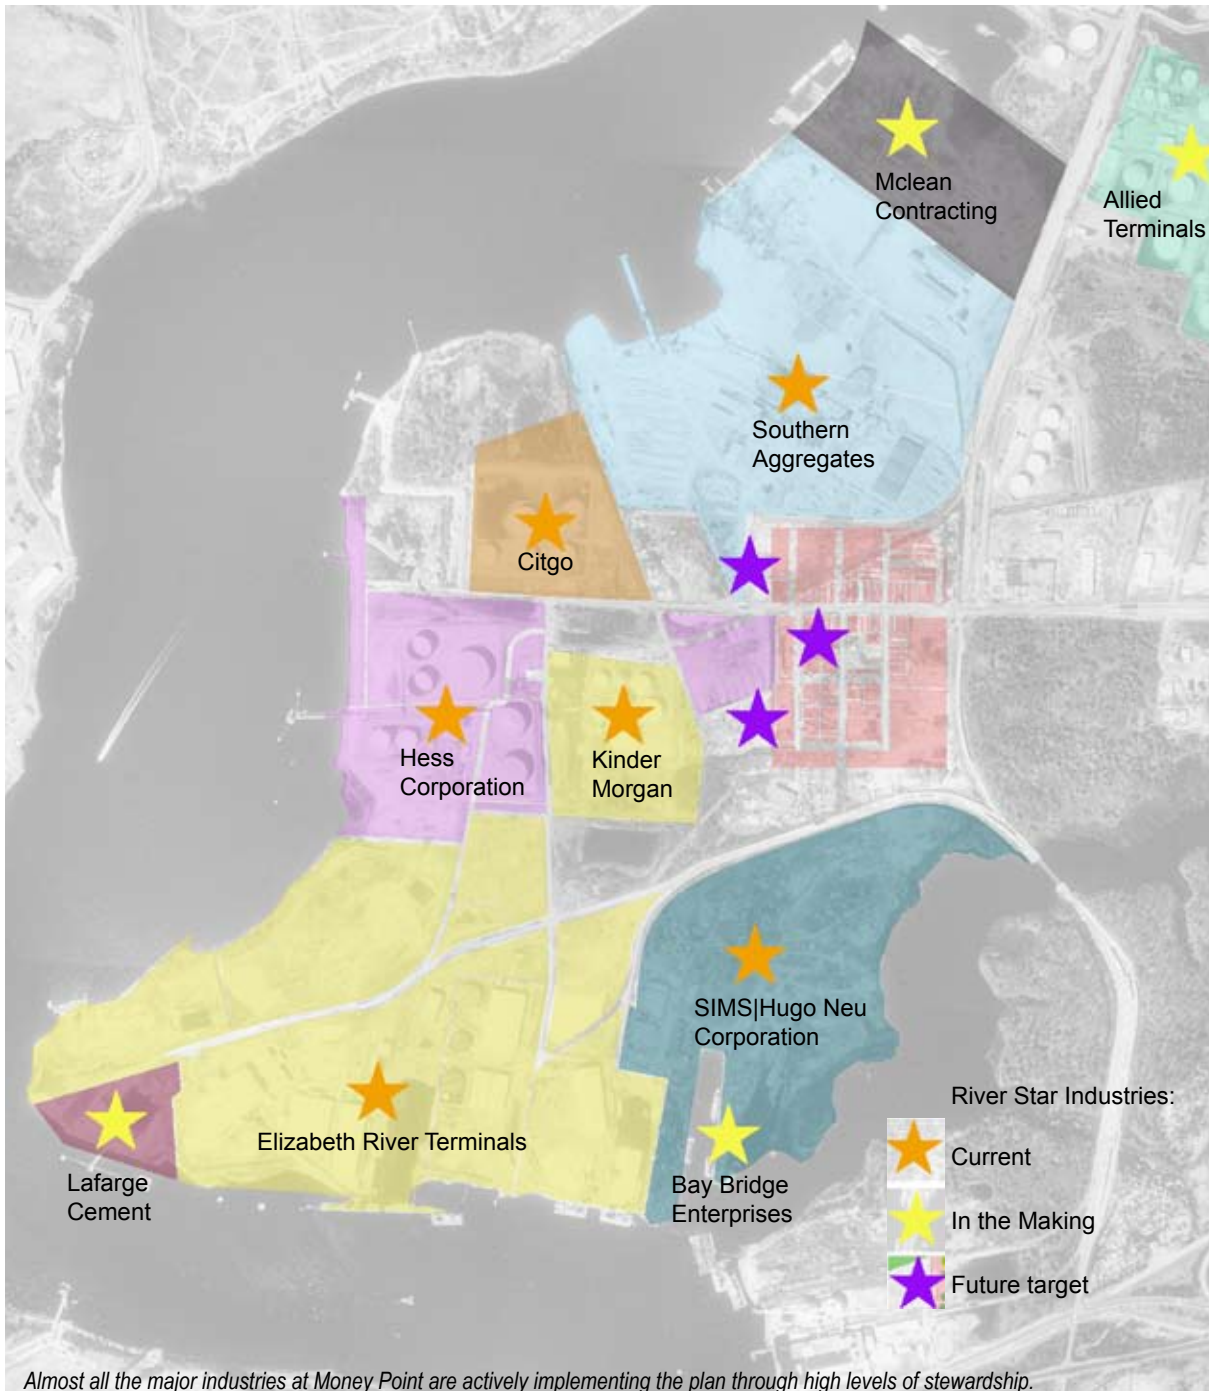 Mclean
Contracting
Allied
Terminals
Southern
Aggregates
Citgo
Hess
Corporation
Kinder
Morgan
SIMS|Hugo Neu
Corporation
Elizabeth River Terminals
Lafarge
Cement
Bay Bridge
Enterprises
River Star Industries:
Current
In the Making
Future target
Almost all the major industries at Money Point are actively implementing the plan through high levels of stewardship.